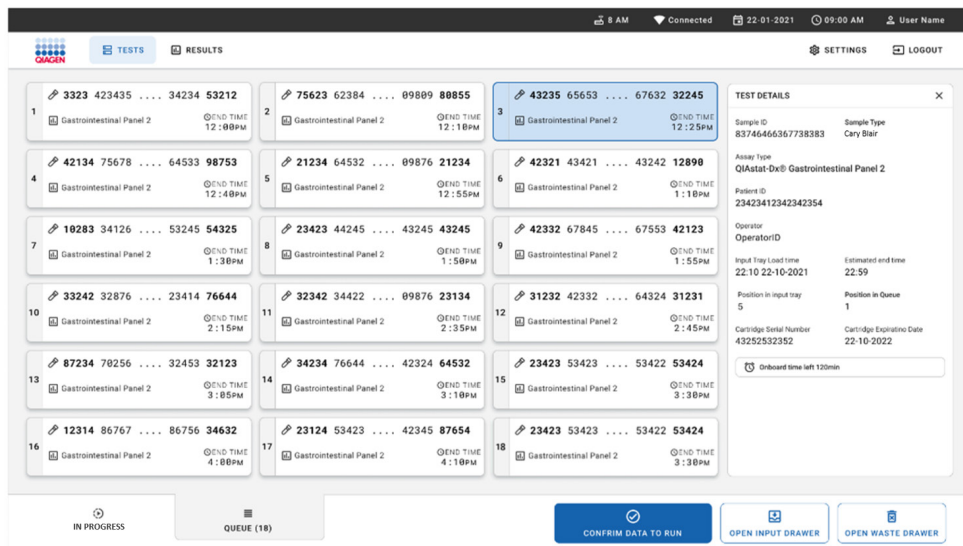 8 AM Connected 22-01-2021 09:00 AM User Name
QIAGEN TESTS RESULTS SETTINGS LOGOUT
1 3323 423435 .... 34234 53212
Gastrointestinal Panel 2 END TIME 12:00PM
2 75623 62384 .... 09809 80855
Gastrointestinal Panel 2 END TIME 12:10PM
3 43235 65653 .... 67632 32245
Gastrointestinal Panel 2 END TIME 12:25PM
4 42134 75678 .... 64533 98753
Gastrointestinal Panel 2 END TIME 12:40PM
5 21234 64532 .... 09876 21234
Gastrointestinal Panel 2 END TIME 12:55PM
6 42321 43421 .... 43242 12890
Gastrointestinal Panel 2 END TIME 1:10PM
7 10283 34126 .... 53245 54325
Gastrointestinal Panel 2 END TIME 1:30PM
8 23423 44245 .... 43245 43245
Gastrointestinal Panel 2 END TIME 1:50PM
9 42332 67845 .... 67553 42123
Gastrointestinal Panel 2 END TIME 1:55PM
10 33242 32876 .... 23414 76644
Gastrointestinal Panel 2 END TIME 2:15PM
11 32342 34422 .... 09876 23134
Gastrointestinal Panel 2 END TIME 2:35PM
12 31232 42332 .... 64324 31231
Gastrointestinal Panel 2 END TIME 2:45PM
13 87234 70256 .... 32453 32123
Gastrointestinal Panel 2 END TIME 3:05PM
14 34234 76644 .... 42324 64532
Gastrointestinal Panel 2 END TIME 3:10PM
15 23423 53423 .... 53422 53424
Gastrointestinal Panel 2 END TIME 3:30PM
16 12314 86767 .... 86756 34632
Gastrointestinal Panel 2 END TIME 4:00PM
17 23124 53423 .... 42345 87654
Gastrointestinal Panel 2 END TIME 4:10PM
18 23423 53423 .... 53422 53424
Gastrointestinal Panel 2 END TIME 3:30PM
TEST DETAILS
Sample ID Sample Type
83746466367738383 Cary Blair
Assay Type
QIAstat-Dx® Gastrointestinal Panel 2
Patient ID
23423412342342354
Operator
OperatorID
Input Tray Load time Estimated end time
22:10 22-10-2021 22:59
Position in input tray Position in Queue
5 1
Cartridge Serial Number Cartridge Expiratino Date
43252532352 22-10-2022
Onboard time left 120min
IN PROGRESS QUEUE (18) CONFRIM DATA TO RUN OPEN INPUT DRAWER OPEN WASTE DRAWER